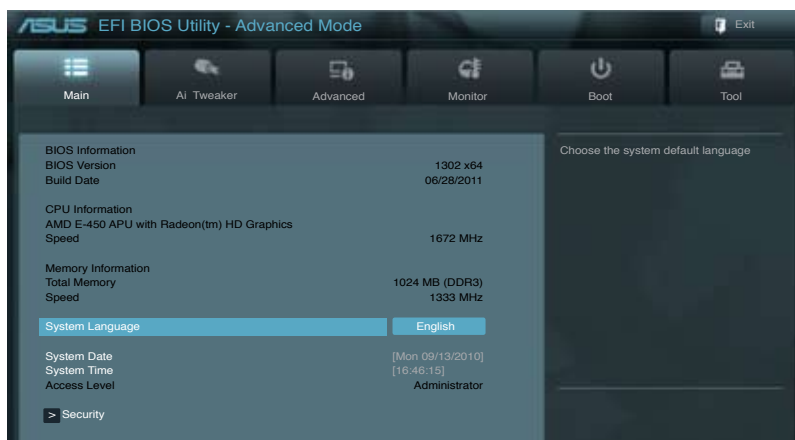 ASUS EFI BIOS Utility - Advanced Mode
Exit
Main Ai Tweaker Advanced Monitor Boot Tool
BIOS Information
BIOS Version 1302 x64
Build Date 06/28/2011
CPU Information
AMD E-450 APU with Radeon(tm) HD Graphics
Speed 1672 MHz
Memory Information
Total Memory 1024 MB (DDR3)
Speed 1333 MHz
System Language English
System Date [Mon 09/13/2010]
System Time [16:46:15]
Access Level Administrator
> Security
Choose the system default language